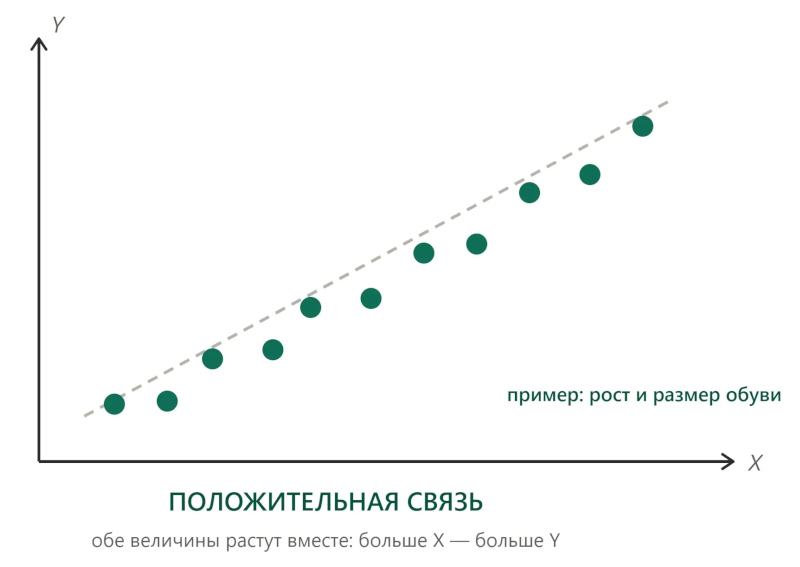 Y
пример: рост и размер обуви
X
ПОЛОЖИТЕЛЬНАЯ СВЯЗЬ
обе величины растут вместе: больше X — больше Y